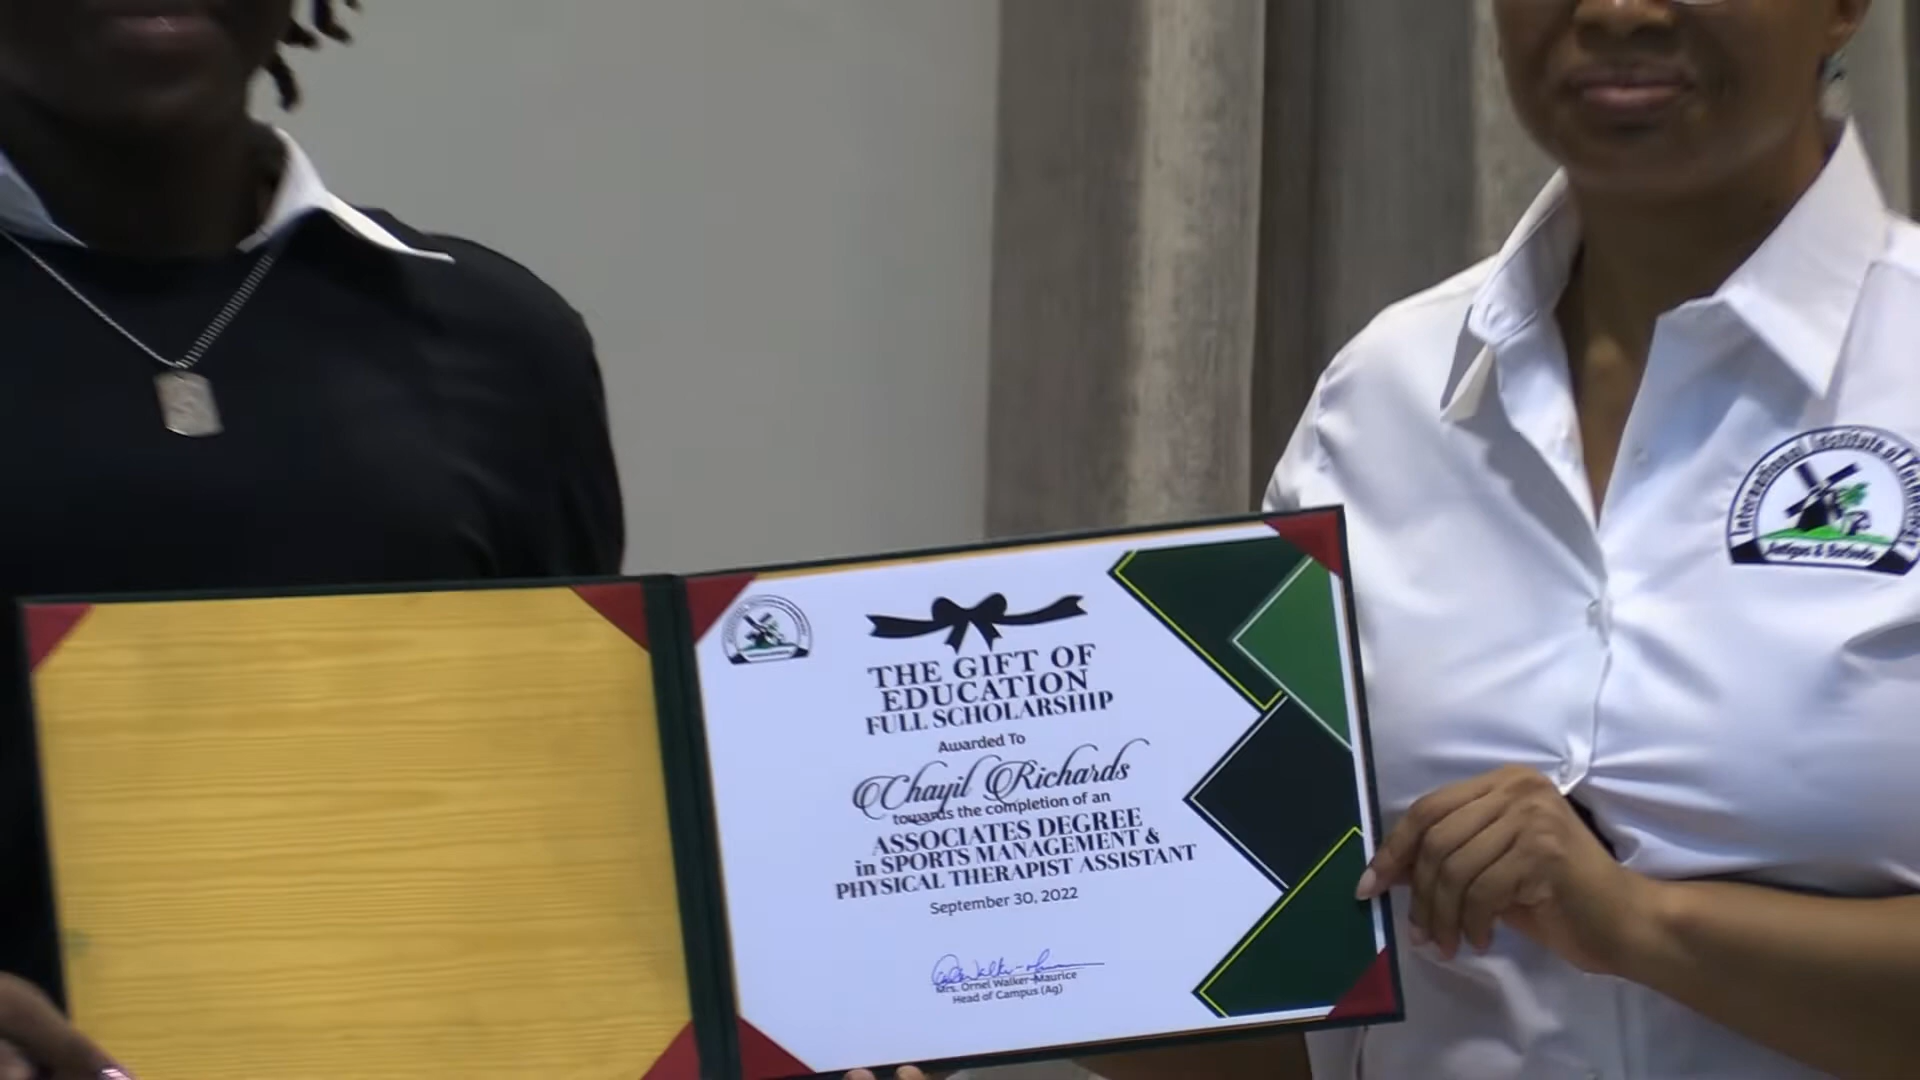 International Institute of Technology
Antigua & Barbuda
THE GIFT OF
EDUCATION
FULL SCHOLARSHIP
Awarded To
Chayil Richards
towards the completion of an
ASSOCIATES DEGREE
in SPORTS MANAGEMENT &
PHYSICAL THERAPIST ASSISTANT
September 30, 2022
Mrs. Ornel Walker-Maurice
Head of Campus (Ag)